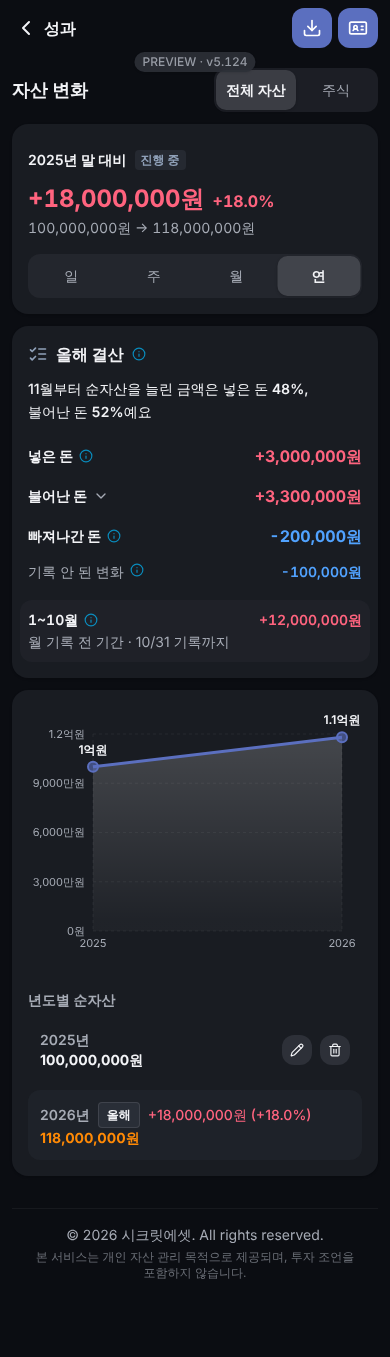 성과
PREVIEW · v5.124
자산 변화
전체 자산 주식
2025년 말 대비 진행 중
+18,000,000원 +18.0%
100,000,000원 → 118,000,000원
일 주 월 연
올해 결산
11월부터 순자산을 늘린 금액은 넣은 돈 48%,
불어난 돈 52%예요
넣은 돈 +3,000,000원
불어난 돈 +3,300,000원
빠져나간 돈 -200,000원
기록 안 된 변화 -100,000원
1~10월 +12,000,000원
월 기록 전 기간 · 10/31 기록까지
1.1억원
1.2억원
1억원
9,000만원
6,000만원
3,000만원
0원
2025 2026
년도별 순자산
2025년
100,000,000원
2026년 올해 +18,000,000원 (+18.0%)
118,000,000원
© 2026 시크릿에셋. All rights reserved.
본 서비스는 개인 자산 관리 목적으로 제공되며, 투자 조언을
포함하지 않습니다.